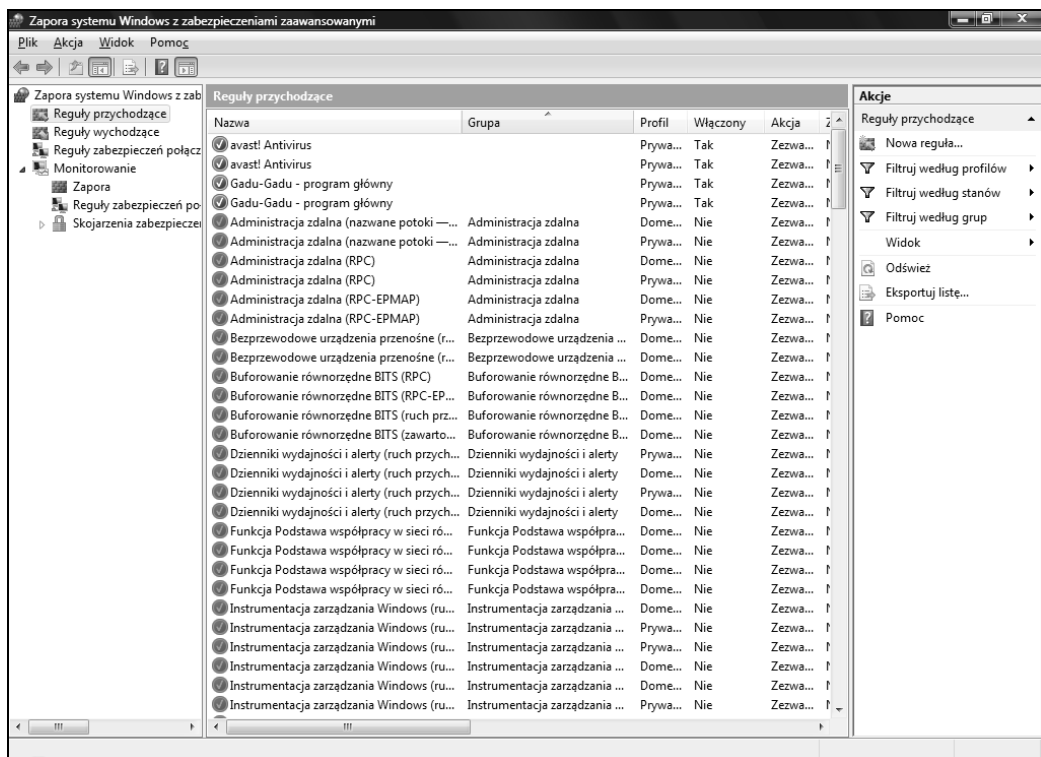 Zapora systemu Windows z zabezpieczeniami zaawansowanymi
Plik Akcja Widok Pomoc
Zapora systemu Windows z zab
Reguły przychodzące
Reguły wychodzące
Reguły zabezpieczeń połącz
Monitorowanie
Zapora
Reguły zabezpieczeń po
Skojarzenia zabezpieczeń
Reguły przychodzące
Nazwa Grupa Profil Włączony Akcja Z
avast! Antivirus Prywa... Tak Zezwa...
avast! Antivirus Prywa... Tak Zezwa...
Gadu-Gadu - program główny Prywa... Tak Zezwa...
Gadu-Gadu - program główny Prywa... Tak Zezwa...
Administracja zdalna (nazwane potoki —... Administracja zdalna Dome... Nie Zezwa...
Administracja zdalna (nazwane potoki —... Administracja zdalna Prywa... Nie Zezwa...
Administracja zdalna (RPC) Administracja zdalna Dome... Nie Zezwa...
Administracja zdalna (RPC) Administracja zdalna Prywa... Nie Zezwa...
Administracja zdalna (RPC-EPMAP) Administracja zdalna Dome... Nie Zezwa...
Administracja zdalna (RPC-EPMAP) Administracja zdalna Prywa... Nie Zezwa...
Bezprzewodowe urządzenia przenośne (r... Bezprzewodowe urządzenia ... Dome... Nie Zezwa...
Bezprzewodowe urządzenia przenośne (r... Bezprzewodowe urządzenia ... Dome... Nie Zezwa...
Buforowanie równorzędne BITS (RPC) Buforowanie równorzędne B... Dome... Nie Zezwa...
Buforowanie równorzędne BITS (RPC-EP... Buforowanie równorzędne B... Dome... Nie Zezwa...
Buforowanie równorzędne BITS (ruch prz... Buforowanie równorzędne B... Dome... Nie Zezwa...
Buforowanie równorzędne BITS (zawarto... Buforowanie równorzędne B... Dome... Nie Zezwa...
Dzienniki wydajności i alerty (ruch przych... Dzienniki wydajności i alerty Prywa... Nie Zezwa...
Dzienniki wydajności i alerty (ruch przych... Dzienniki wydajności i alerty Dome... Nie Zezwa...
Dzienniki wydajności i alerty (ruch przych... Dzienniki wydajności i alerty Prywa... Nie Zezwa...
Dzienniki wydajności i alerty (ruch przych... Dzienniki wydajności i alerty Dome... Nie Zezwa...
Funkcja Podstawa współpracy w sieci ró... Funkcja Podstawa współpra... Dome... Nie Zezwa...
Funkcja Podstawa współpracy w sieci ró... Funkcja Podstawa współpra... Dome... Nie Zezwa...
Funkcja Podstawa współpracy w sieci ró... Funkcja Podstawa współpra... Dome... Nie Zezwa...
Funkcja Podstawa współpracy w sieci ró... Funkcja Podstawa współpra... Dome... Nie Zezwa...
Instrumentacja zarządzania Windows (ru... Instrumentacja zarządzania ... Dome... Nie Zezwa...
Instrumentacja zarządzania Windows (ru... Instrumentacja zarządzania ... Prywa... Nie Zezwa...
Instrumentacja zarządzania Windows (ru... Instrumentacja zarządzania ... Prywa... Nie Zezwa...
Instrumentacja zarządzania Windows (ru... Instrumentacja zarządzania ... Dome... Nie Zezwa...
Instrumentacja zarządzania Windows (ru... Instrumentacja zarządzania ... Dome... Nie Zezwa...
Instrumentacja zarządzania Windows (ru... Instrumentacja zarządzania ... Prywa... Nie Zezwa...
Akcje
Reguły przychodzące
Nowa reguła...
Filtruj według profilów
Filtruj według stanów
Filtruj według grup
Widok
Odśwież
Eksportuj listę...
Pomoc